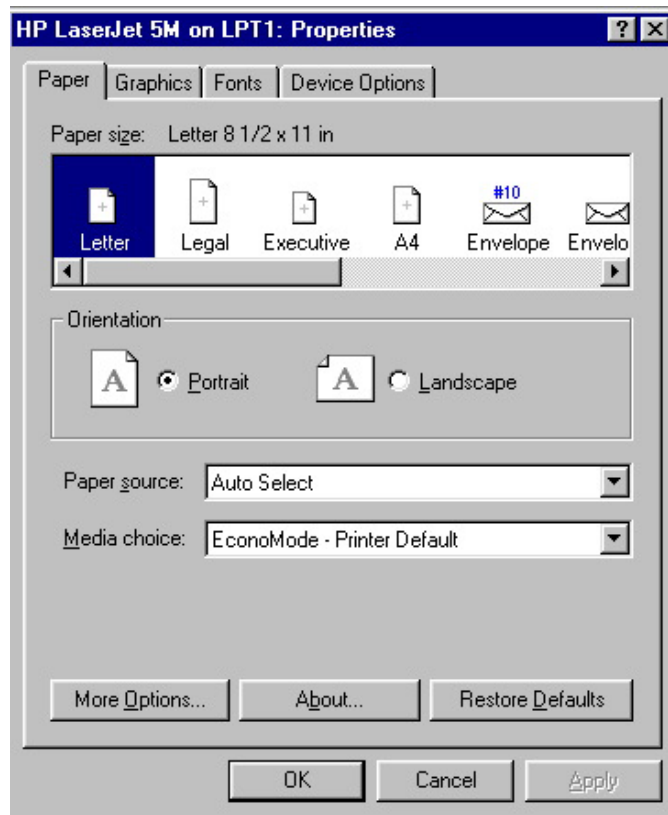 HP LaserJet 5M on LPT1: Properties
Paper Graphics Fonts Device Options
Paper size: Letter 8 1/2 x 11 in
#10
Letter Legal Executive A4 Envelope Envelo
Orientation
A Portrait A Landscape
Paper source: Auto Select
Media choice: EconoMode - Printer Default
More Options... About... Restore Defaults
OK Cancel Apply